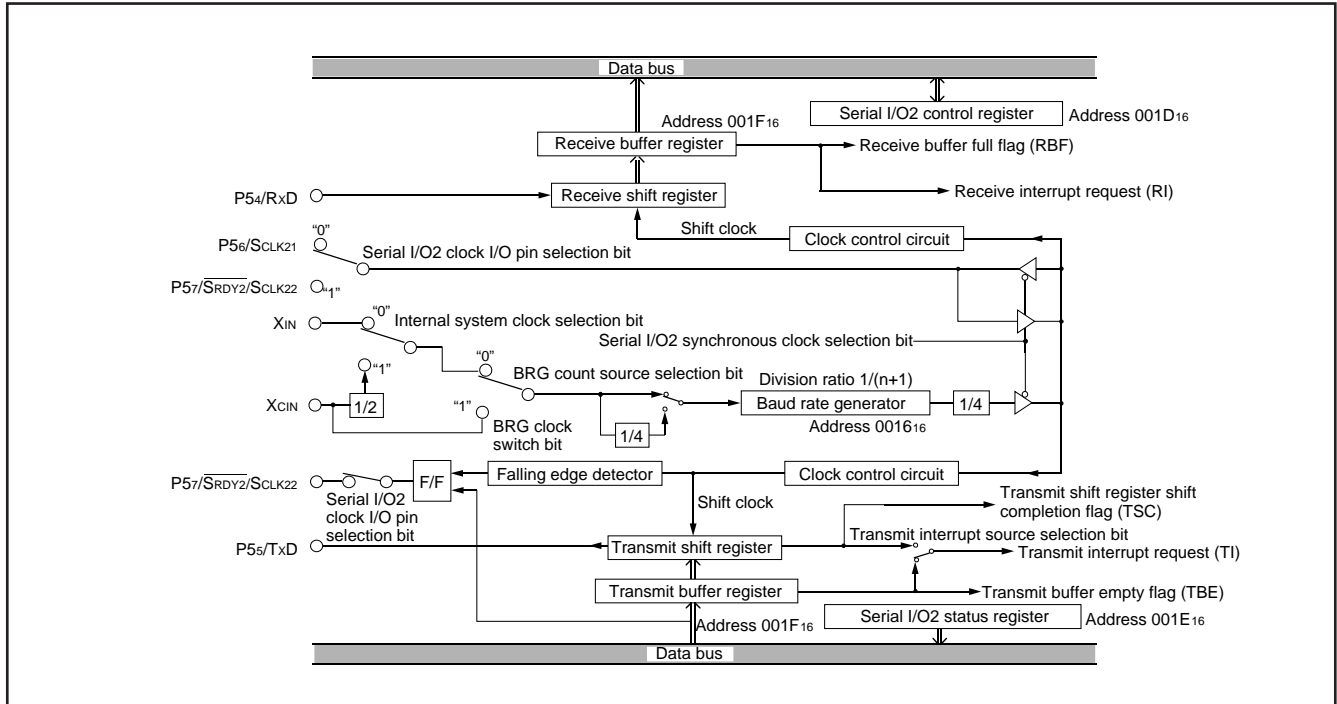 Data bus
Serial I/O2 control register Address 001D16
Address 001F16
Receive buffer register
Receive buffer full flag (RBF)
Receive interrupt request (RI)
P54/RXD
Receive shift register
Shift clock
Clock control circuit
P56/SCLK21
"0"
Serial I/O2 clock I/O pin selection bit
P57/SRDY2/SCLK22
"1"
XIN
"0"
Internal system clock selection bit
Serial I/O2 synchronous clock selection bit
"1"
"0"
BRG count source selection bit
Division ratio 1/(n+1)
XCIN
1/2
"1"
BRG clock
switch bit
1/4
Baud rate generator
1/4
Address 001616
P57/SRDY2/SCLK22
F/F
Falling edge detector
Clock control circuit
Serial I/O2
clock I/O pin
selection bit
Shift clock
Transmit shift register shift
completion flag (TSC)
Transmit interrupt source selection bit
P55/TXD
Transmit shift register
Transmit interrupt request (TI)
Transmit buffer register
Transmit buffer empty flag (TBE)
Address 001F16
Serial I/O2 status register Address 001E16
Data bus